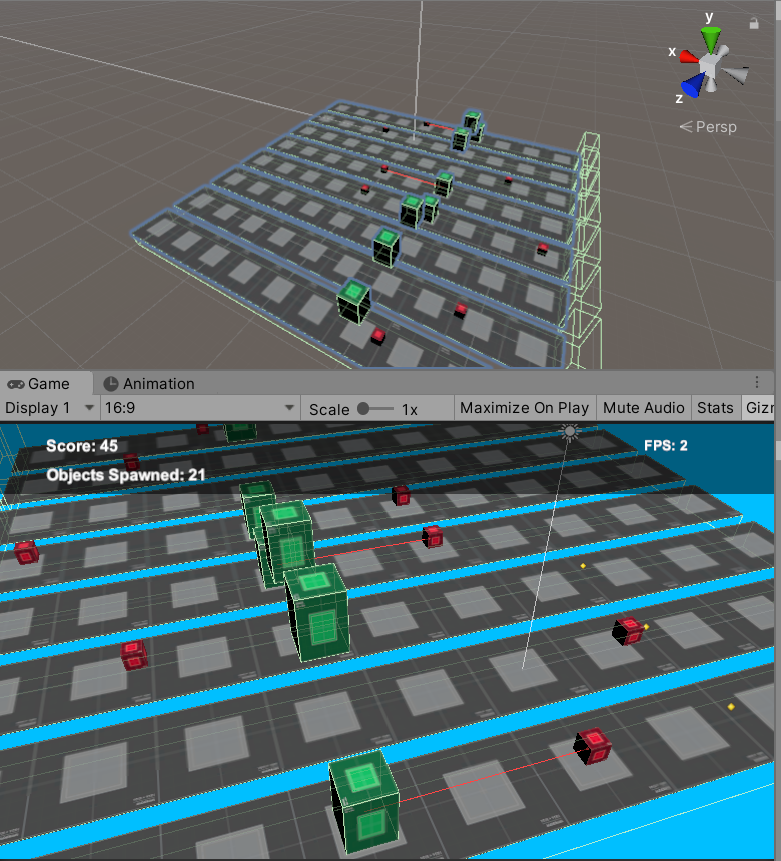 y
x
z
Persp
Game
Animation
Display 1
16:9
Scale
1x
Maximize On Play
Mute Audio
Stats
Giz
Score: 45
FPS: 2
Objects Spawned: 21